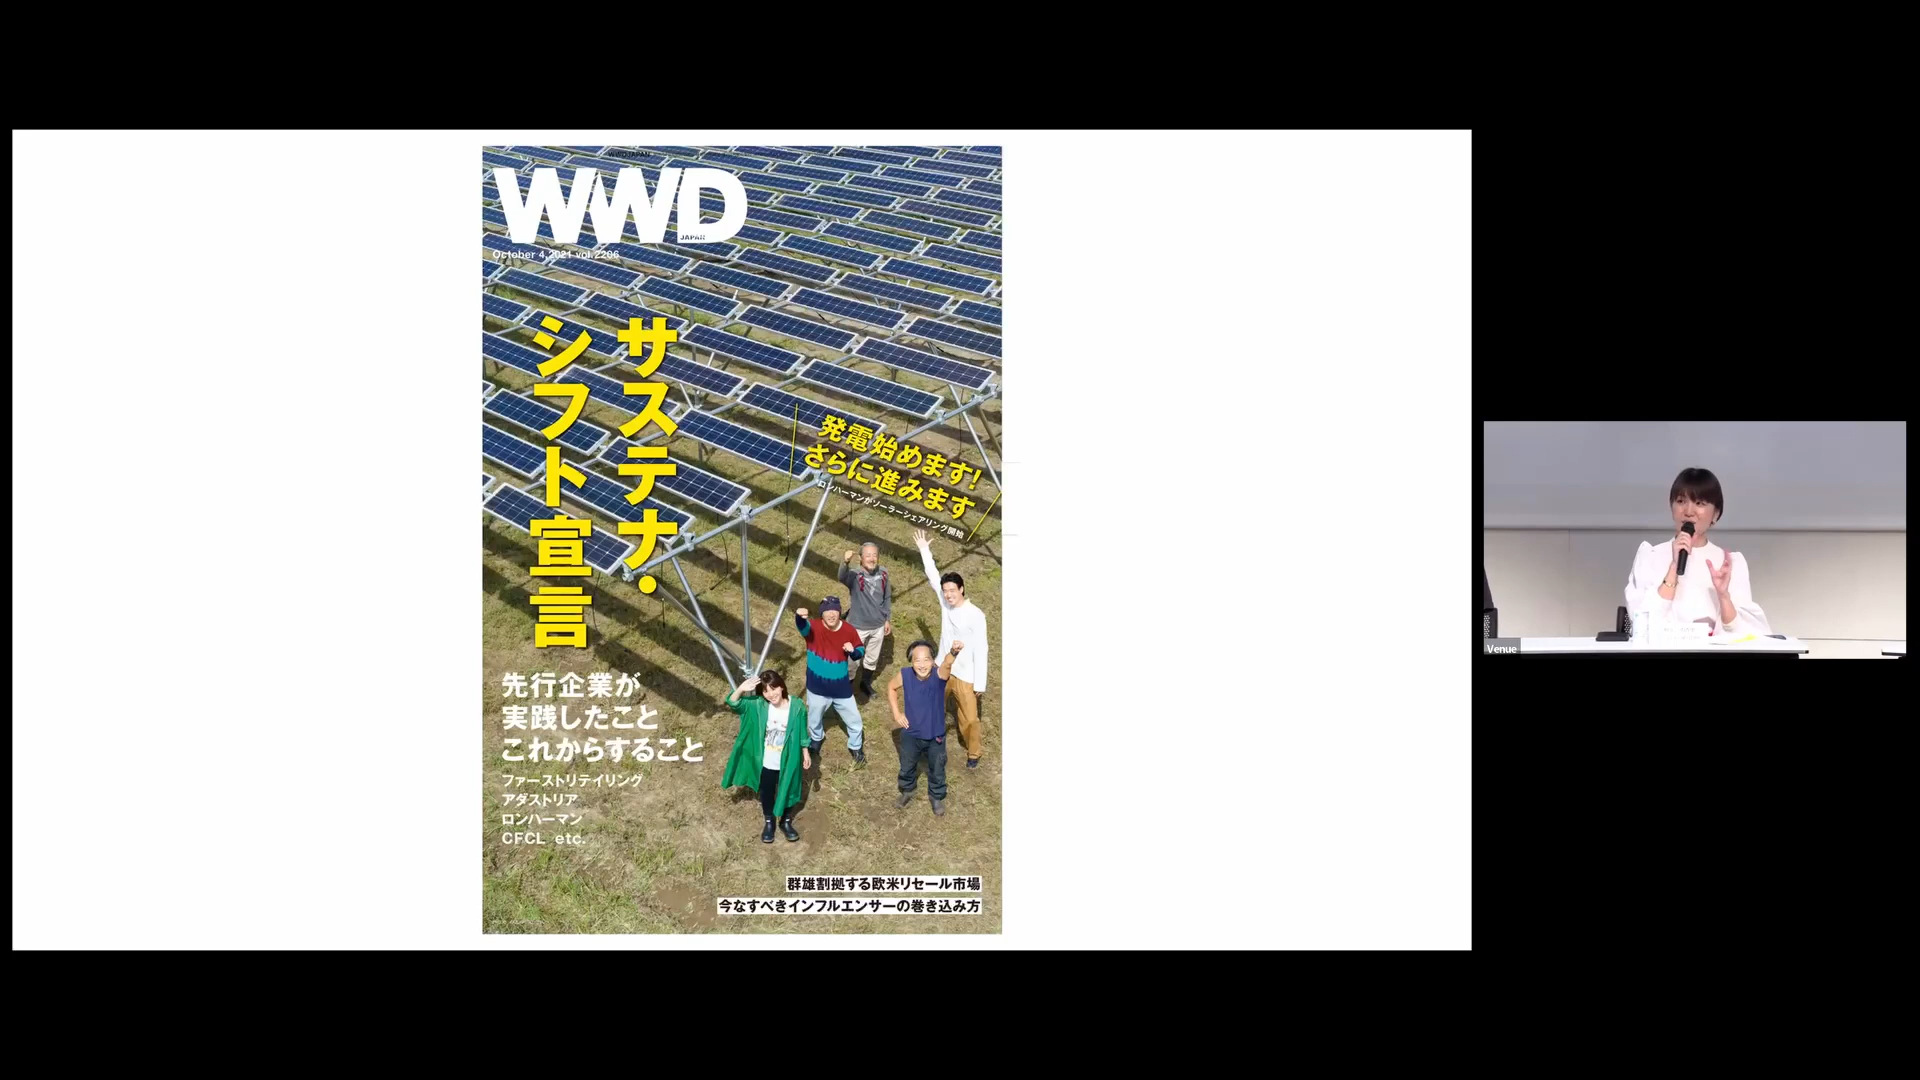 WWDJAPAN
WWD
JAPAN
October 4,2021 vol.2206
サステナ・
シフト宣言
発電始めます!
さらに進みます
ロンハーマンがソーラーシェアリング開始
先行企業が
実践したこと
これからすること
ファーストリテイリング
アダストリア
ロンハーマン
CFCL etc.
群雄割拠する欧米リセール市場
今なすべきインフルエンサーの巻き込み方
Venue